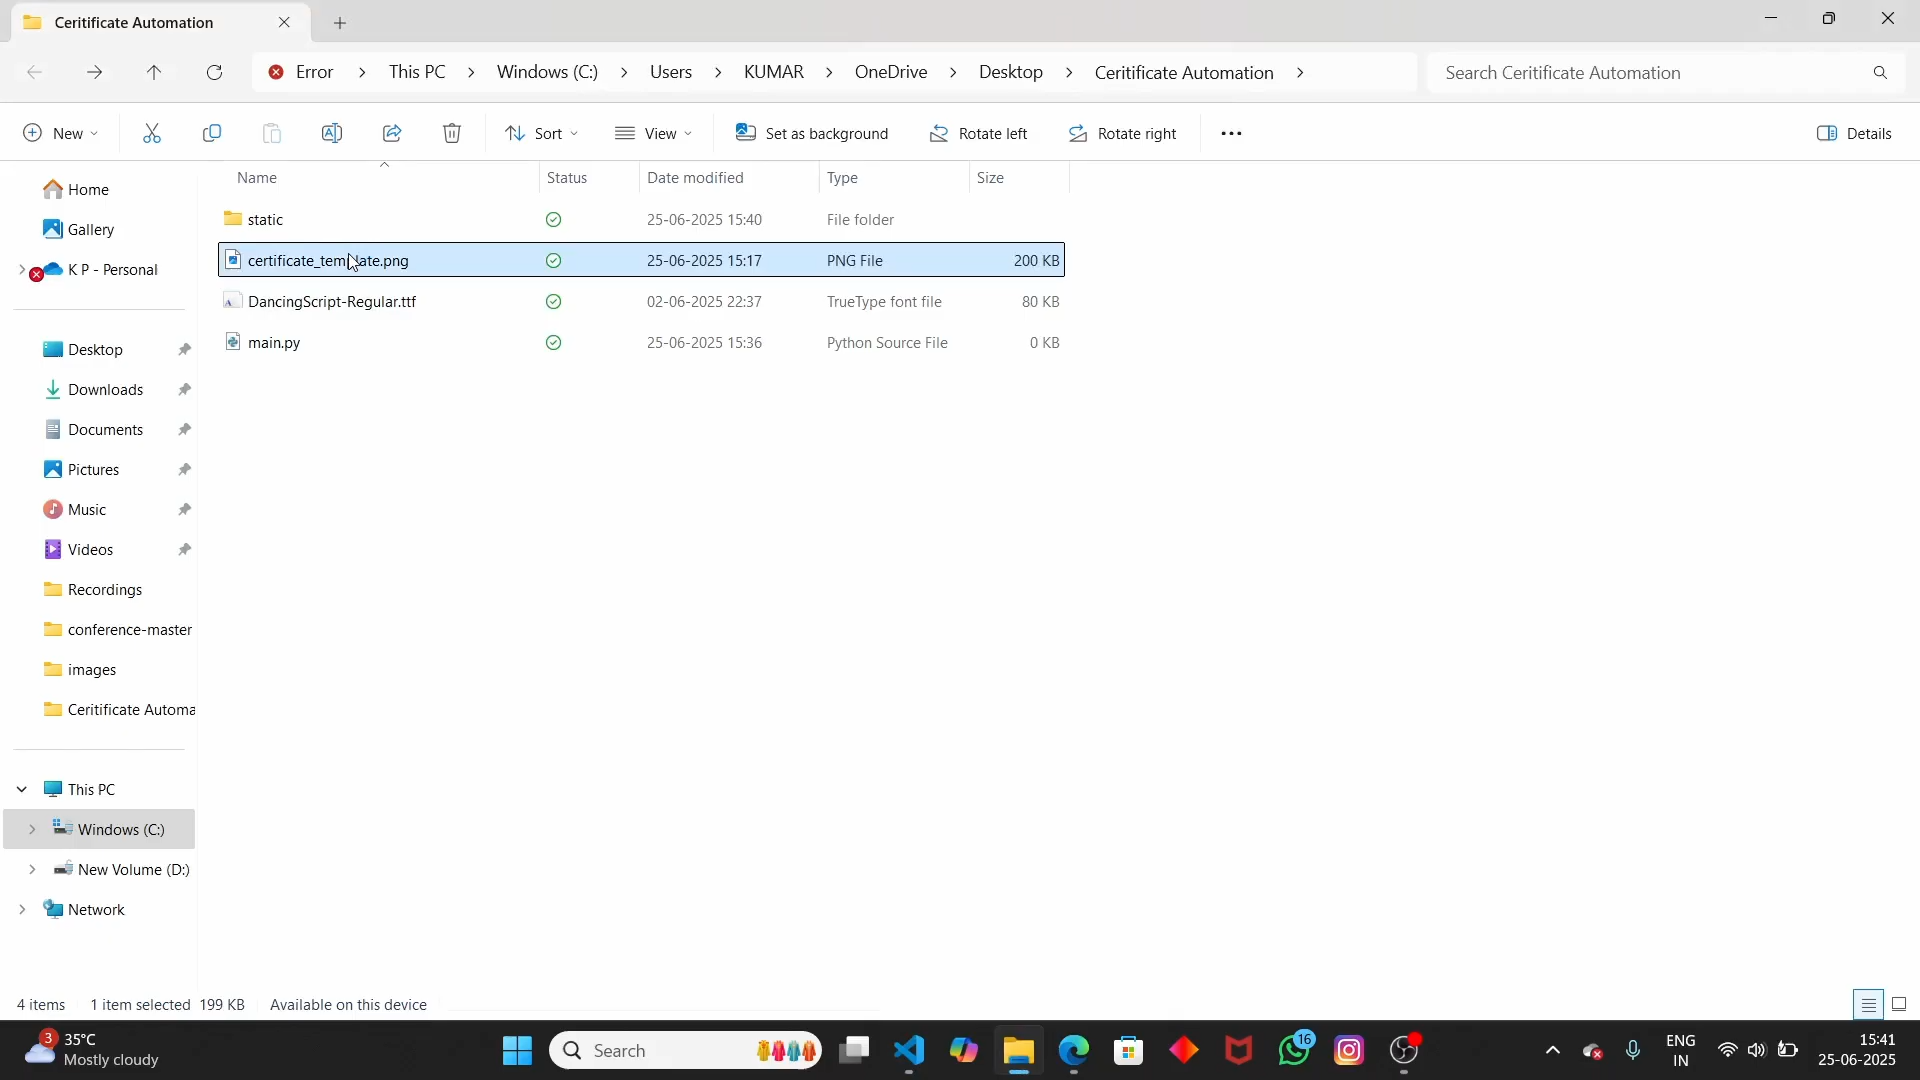 Ceritificate Automation
Error > This PC > Windows (C:) > Users > KUMAR > OneDrive > Desktop > Ceritificate Automation >
Search Ceritificate Automation
New
Sort
View
Set as background
Rotate left
Rotate right
Details
Name Status Date modified Type Size
static 25-06-2025 15:40 File folder
certificate_template.png 25-06-2025 15:17 PNG File 200 KB
DancingScript-Regular.ttf 02-06-2025 22:37 TrueType font file 80 KB
main.py 25-06-2025 15:36 Python Source File 0 KB
Home
Gallery
K P - Personal
Desktop
Downloads
Documents
Pictures
Music
Videos
Recordings
conference-master
images
Ceritificate Automa
This PC
Windows (C:)
New Volume (D:)
Network
4 items 1 item selected 199 KB Available on this device
3
35°C
Mostly cloudy
Search
16
ENG
IN
15:41
25-06-2025